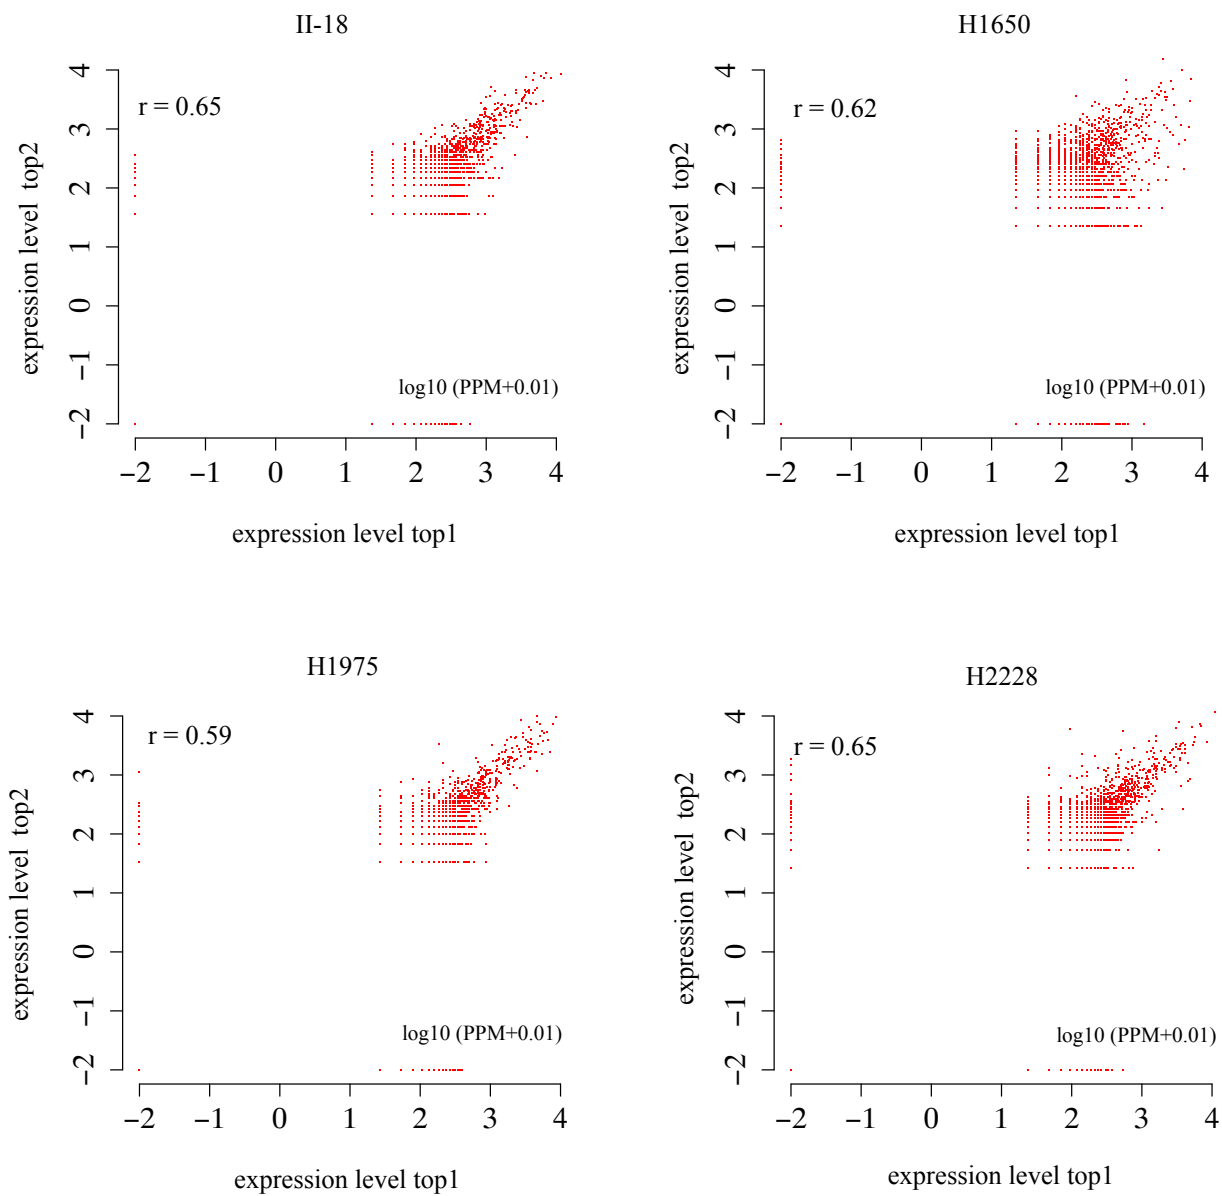 II-18
r = 0.65
expression level top2
4
3
2
1
0
−1
−2
log10 (PPM+0.01)
−2 −1 0 1 2 3 4
expression level top1
H1650
r = 0.62
expression level top2
4
3
2
1
0
−1
−2
log10 (PPM+0.01)
−2 −1 0 1 2 3 4
expression level top1
H1975
r = 0.59
expression level top2
4
3
2
1
0
−1
−2
log10 (PPM+0.01)
−2 −1 0 1 2 3 4
expression level top1
H2228
r = 0.65
expression level top2
4
3
2
1
0
−1
−2
log10 (PPM+0.01)
−2 −1 0 1 2 3 4
expression level top1